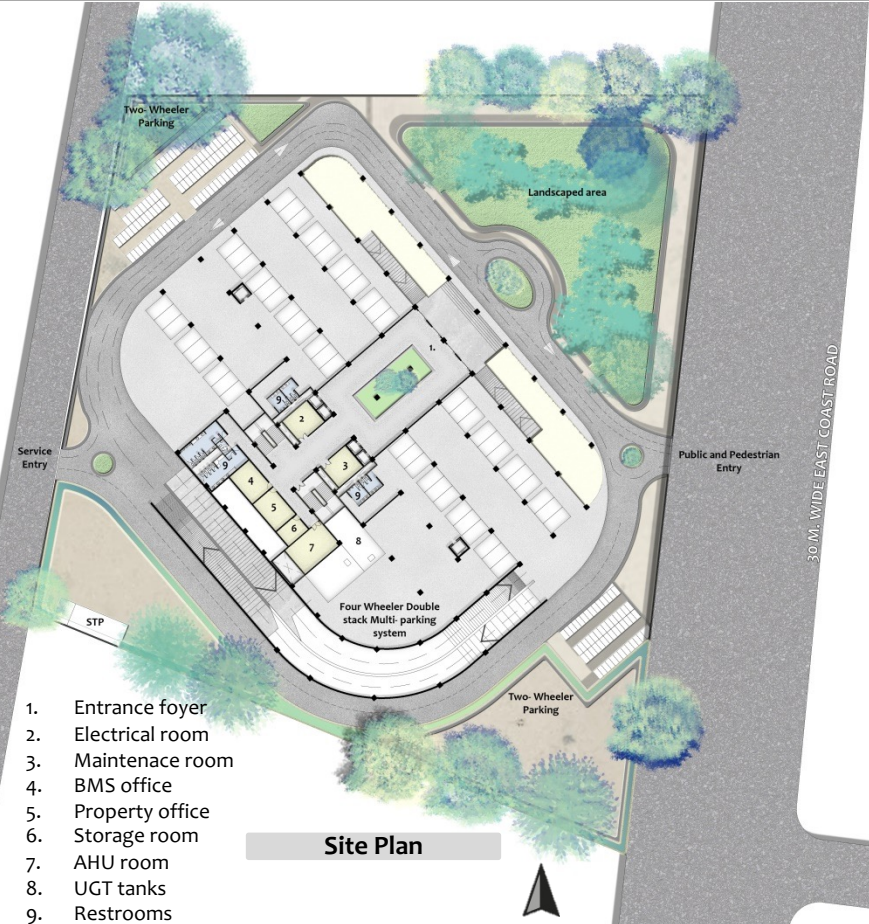 Two- Wheeler
Parking
Landscaped area
1.
9
2
Service
Entry
9
3
Public and Pedestrian
Entry
4
9
5
6
8
7
30 M. WIDE EAST COAST ROAD
Four Wheeler Double
stack Multi- parking
system
STP
Two- Wheeler
Parking
1. Entrance foyer
2. Electrical room
3. Maintenace room
4. BMS office
5. Property office
6. Storage room
7. AHU room
8. UGT tanks
9. Restrooms
Site Plan